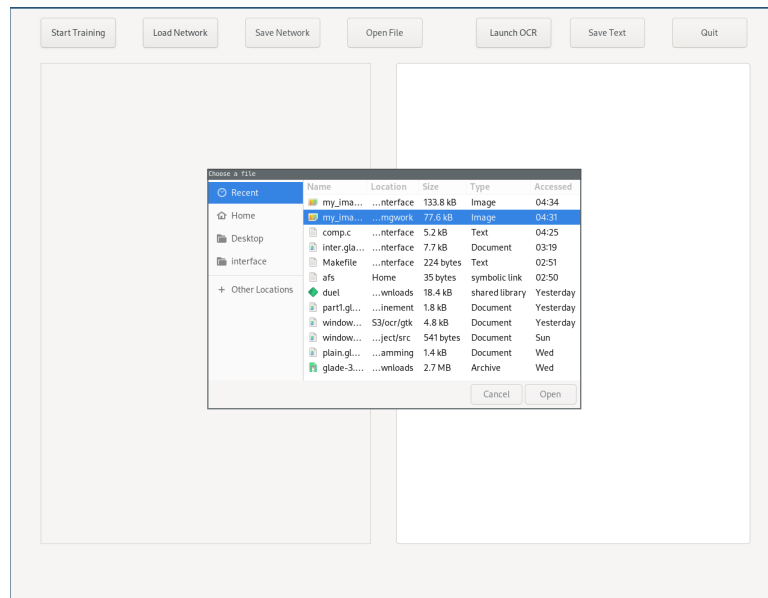 Start Training Load Network Save Network Open File Launch OCR Save Text Quit
Choose a file
Recent
Home
Desktop
interface
+ Other Locations
Name Location Size Type Accessed
my_ima... ...nterface 133.8 kB Image 04:34
my_ima... ...mgwork 77.6 kB Image 04:31
comp.c ...nterface 5.2 kB Text 04:25
inter.gla... ...nterface 7.7 kB Document 03:19
Makefile ...nterface 224 bytes Text 02:51
afs Home 35 bytes symbolic link 02:50
duel ...wnloads 18.4 kB shared library Yesterday
part1.gl... ...inement 1.8 kB Document Yesterday
window... S3/ocr/gtk 4.8 kB Document Yesterday
window... ...ject/src 541 bytes Document Sun
plain.gl... ...amming 1.4 kB Document Wed
glade-3.... ...wnloads 2.7 MB Archive Wed
Cancel Open